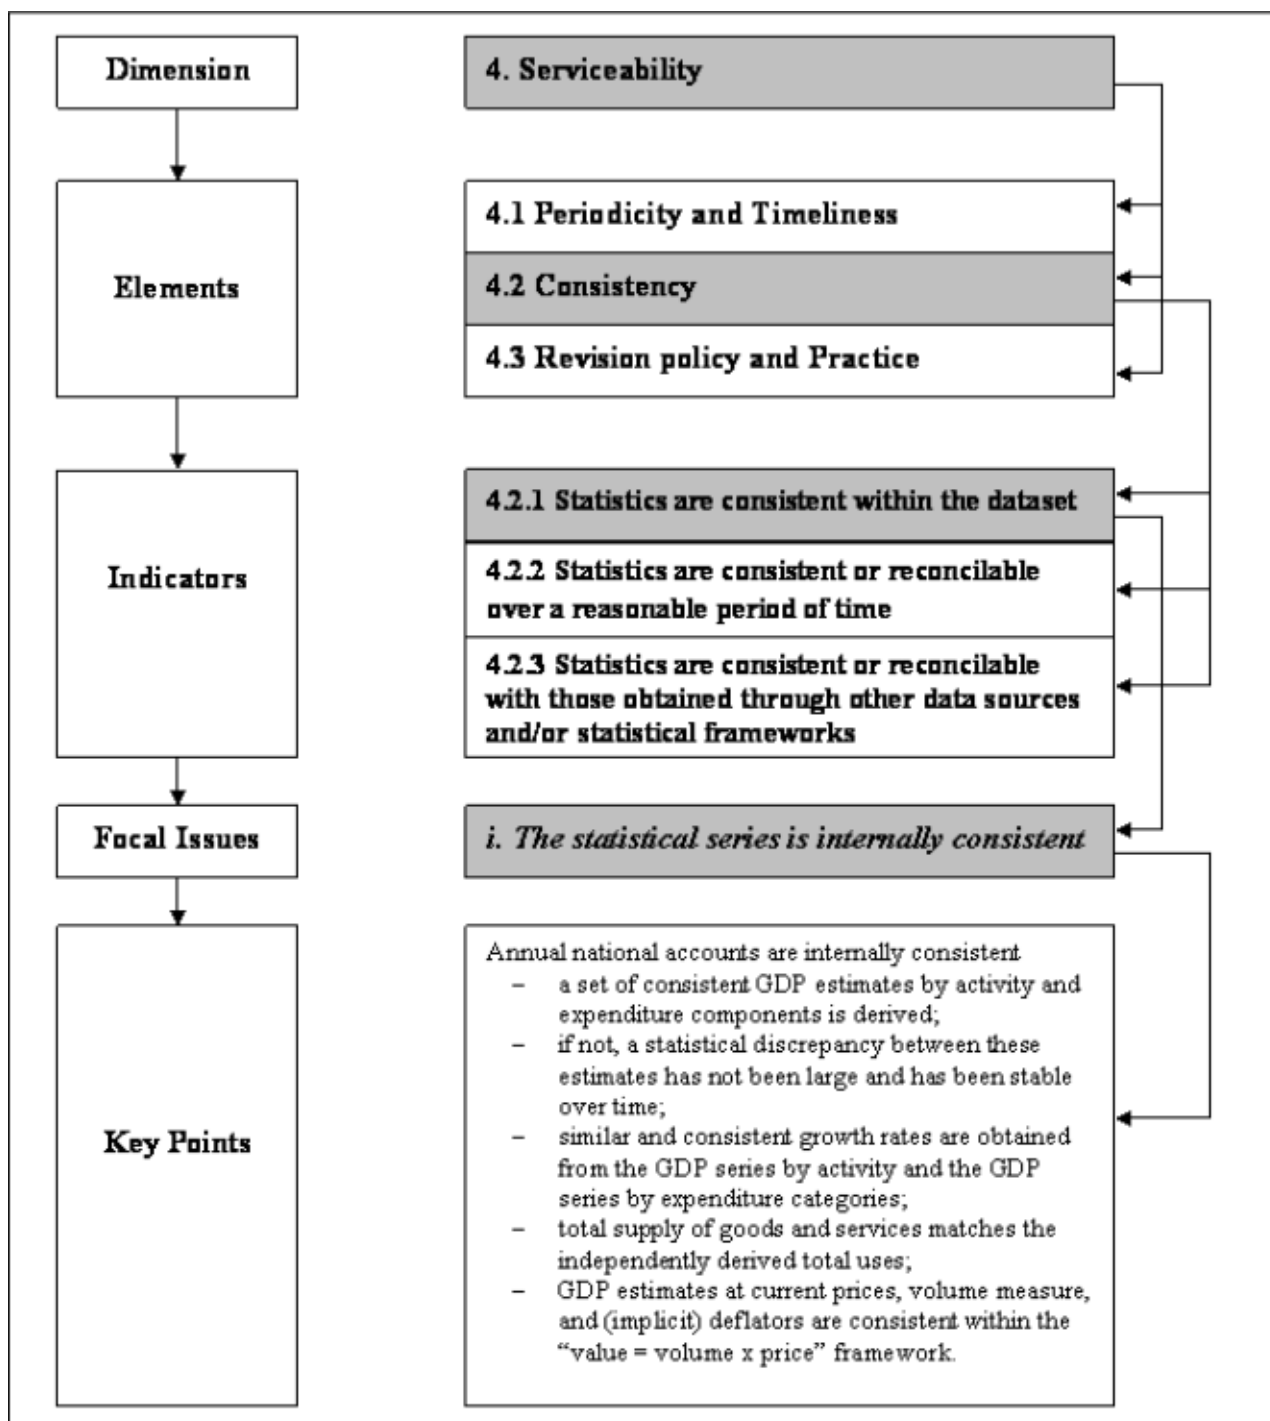 Dimension
4. Serviceability
Elements
4.1 Periodicity and Timeliness
4.2 Consistency
4.3 Revision policy and Practice
Indicators
4.2.1 Statistics are consistent within the dataset
4.2.2 Statistics are consistent or reconcilable
over a reasonable period of time
4.2.3 Statistics are consistent or reconcilable
with those obtained through other data sources
and/or statistical frameworks
Focal Issues
i. The statistical series is internally consistent
Key Points
Annual national accounts are internally consistent
– a set of consistent GDP estimates by activity and
expenditure components is derived;
– if not, a statistical discrepancy between these
estimates has not been large and has been stable
over time;
– similar and consistent growth rates are obtained
from the GDP series by activity and the GDP
series by expenditure categories;
– total supply of goods and services matches the
independently derived total uses;
– GDP estimates at current prices, volume measure,
and (implicit) deflators are consistent within the
“value = volume x price” framework.